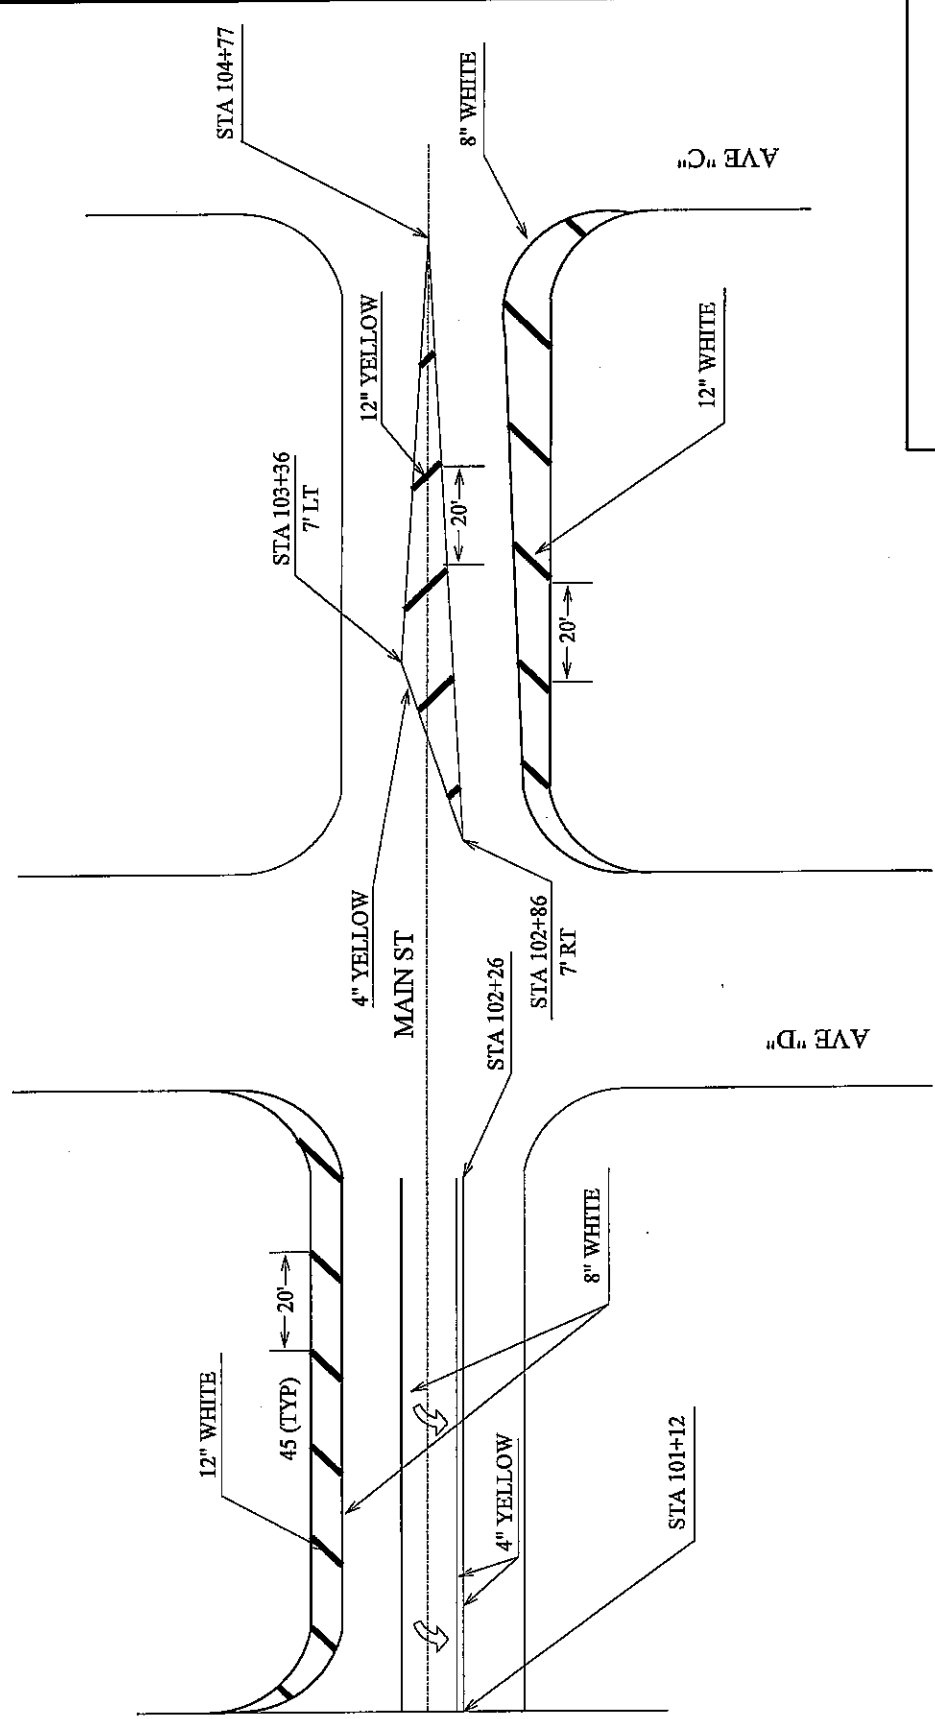 STA 104+77
8" WHITE
AVE "C"
12" YELLOW
STA 103+36
7' LT
20'
12" WHITE
20'
4" YELLOW
MAIN ST
STA 102+86
7' RT
STA 102+26
AVE "D"
12" WHITE
45 (TYP)
20'
8" WHITE
4" YELLOW
STA 101+12